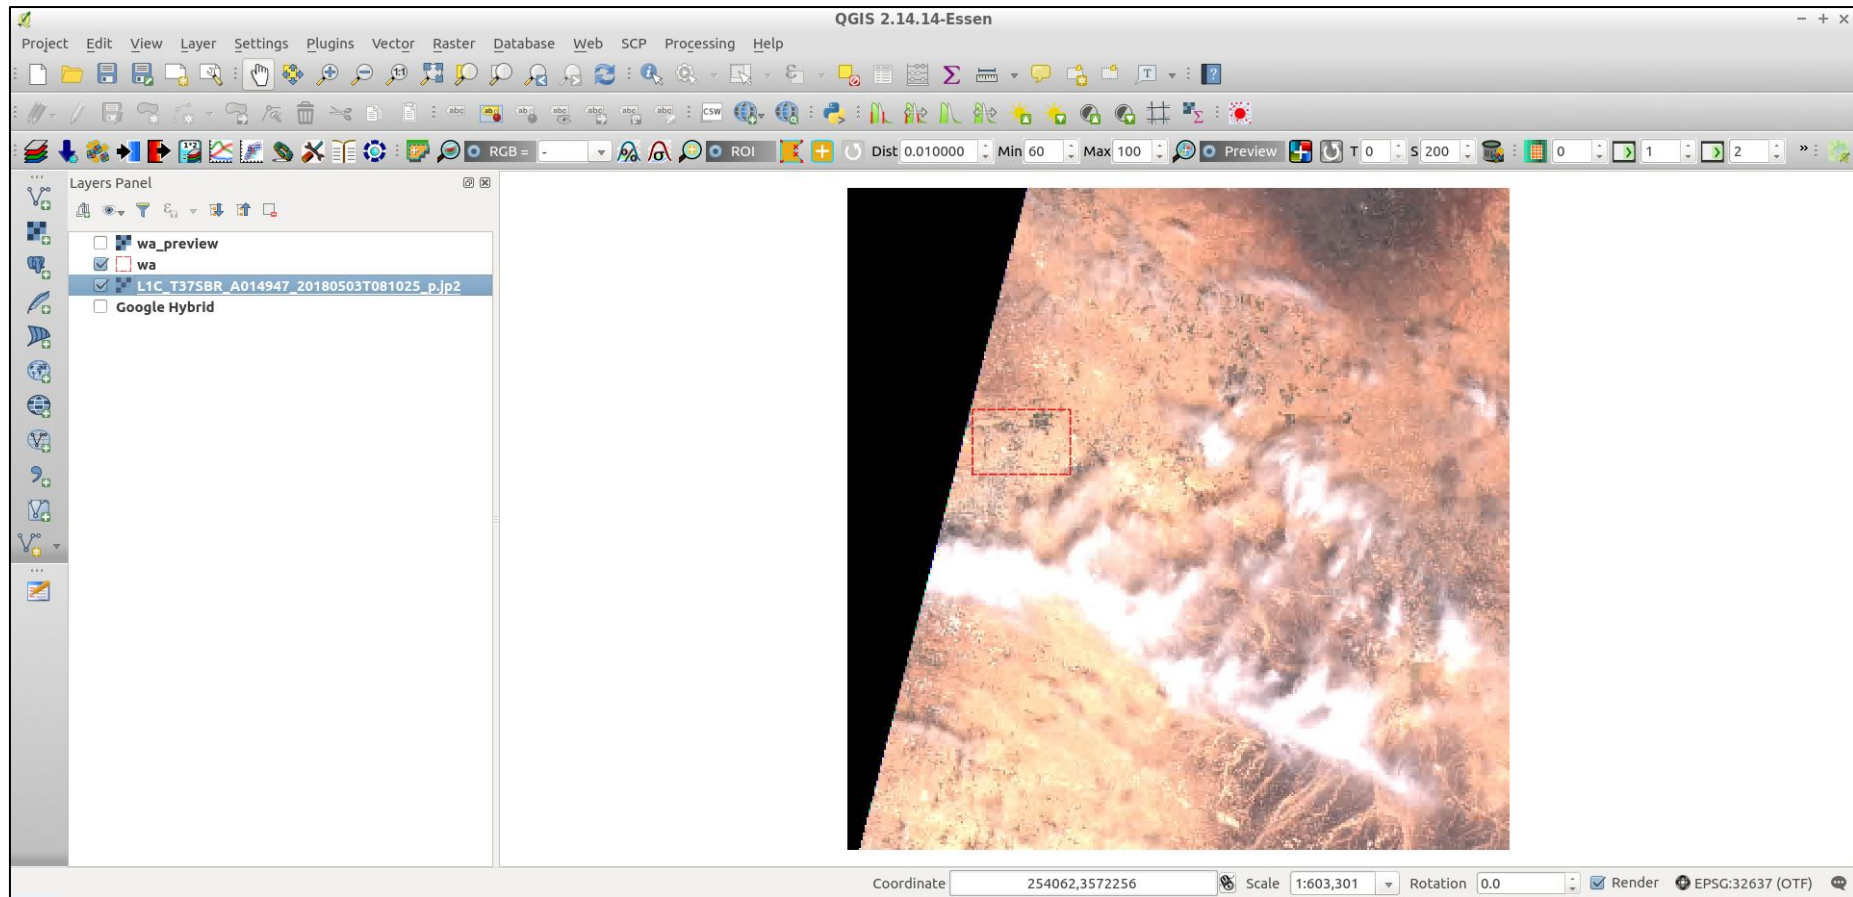 QGIS 2.14.14-Essen
Project Edit View Layer Settings Plugins Vector Raster Database Web SCP Processing Help
CSW
RGB = - ROI Dist 0.010000 Min 60 Max 100 Preview T 0 S 200 0 1 2 »
Layers Panel
wa_preview
wa
L1C_T37SBR_A014947_20180503T081025_p.jp2
Google Hybrid
Coordinate 254062,3572256 Scale 1:603,301 Rotation 0.0 Render EPSG:32637 (OTF)